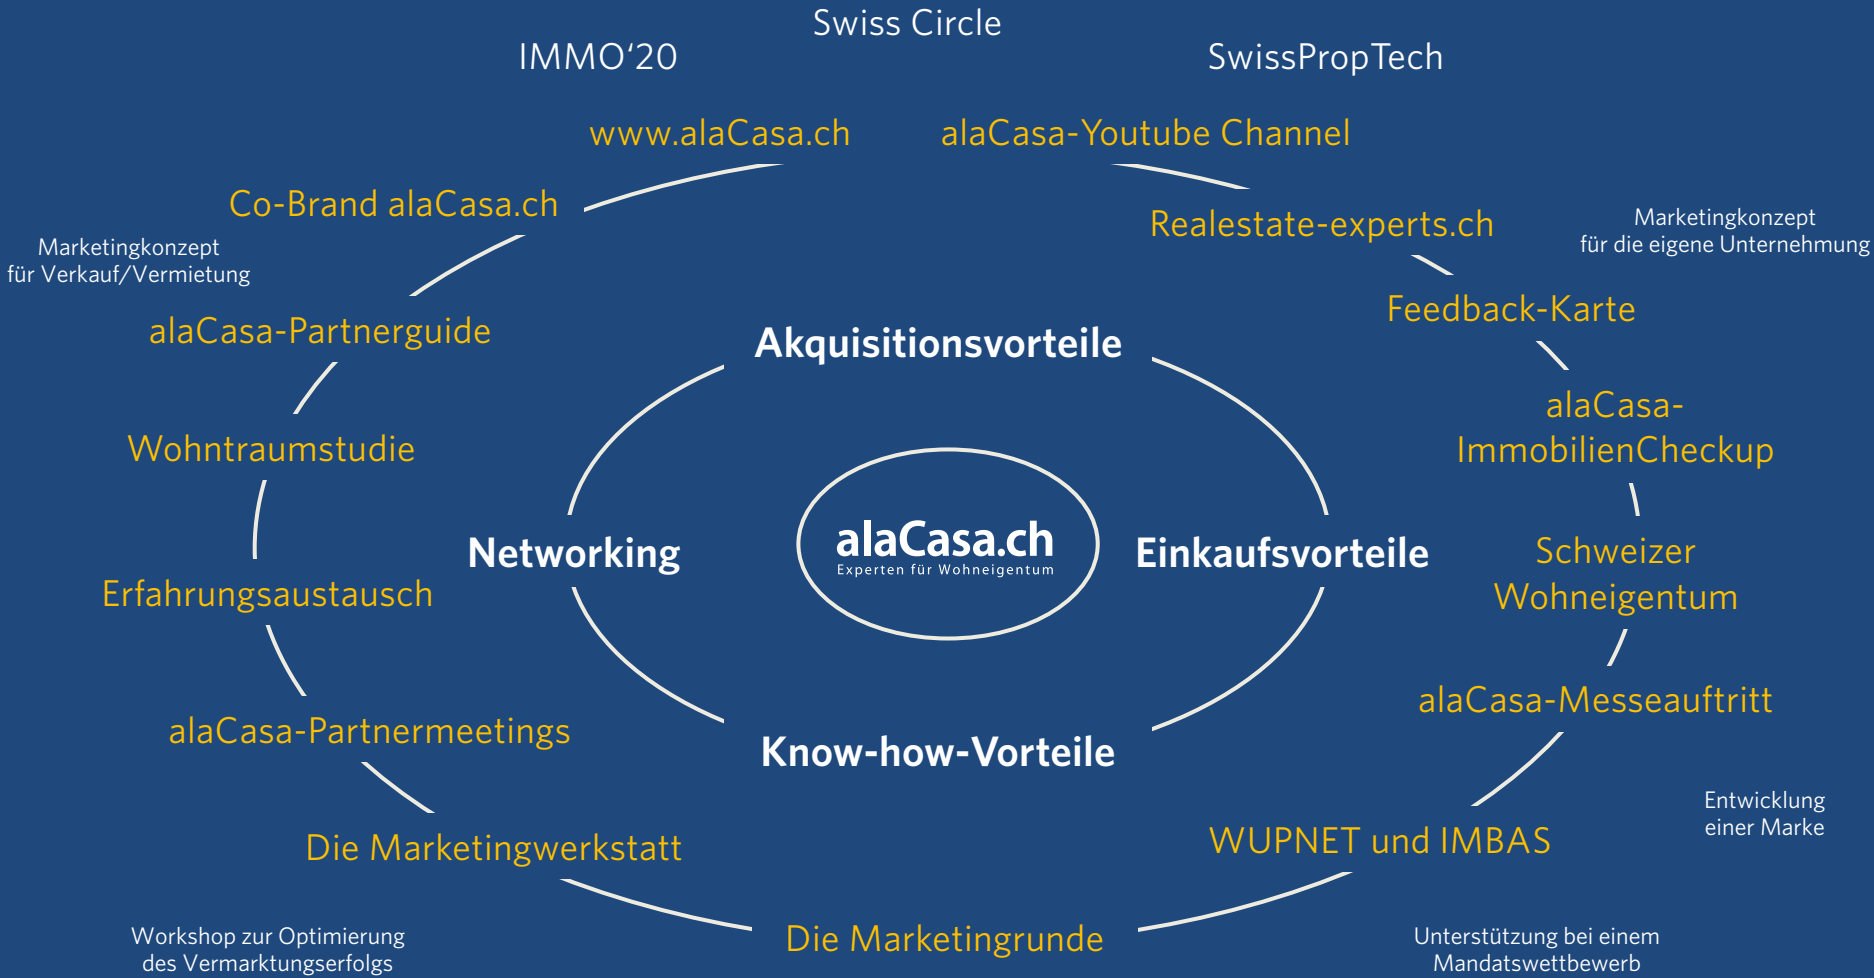 Swiss Circle
IMMO‘20
SwissPropTech
www.alaCasa.ch
alaCasa-Youtube Channel
Co-Brand alaCasa.ch
Realestate-experts.ch
Marketingkonzept
für die eigene Unternehmung
Marketingkonzept
für Verkauf/Vermietung
alaCasa-Partnerguide
Akquisitionsvorteile
Feedback-Karte
Wohntraumstudie
alaCasa-
ImmobilienCheckup
Networking
alaCasa.ch
Experten für Wohneigentum
Einkaufsvorteile
Schweizer
Wohneigentum
Erfahrungsaustausch
alaCasa-Partnermeetings
Know-how-Vorteile
alaCasa-Messeauftritt
Entwicklung
einer Marke
Die Marketingwerkstatt
WUPNET und IMBAS
Die Marketingrunde
Workshop zur Optimierung
des Vermarktungserfolgs
Unterstützung bei einem
Mandatswettbewerb